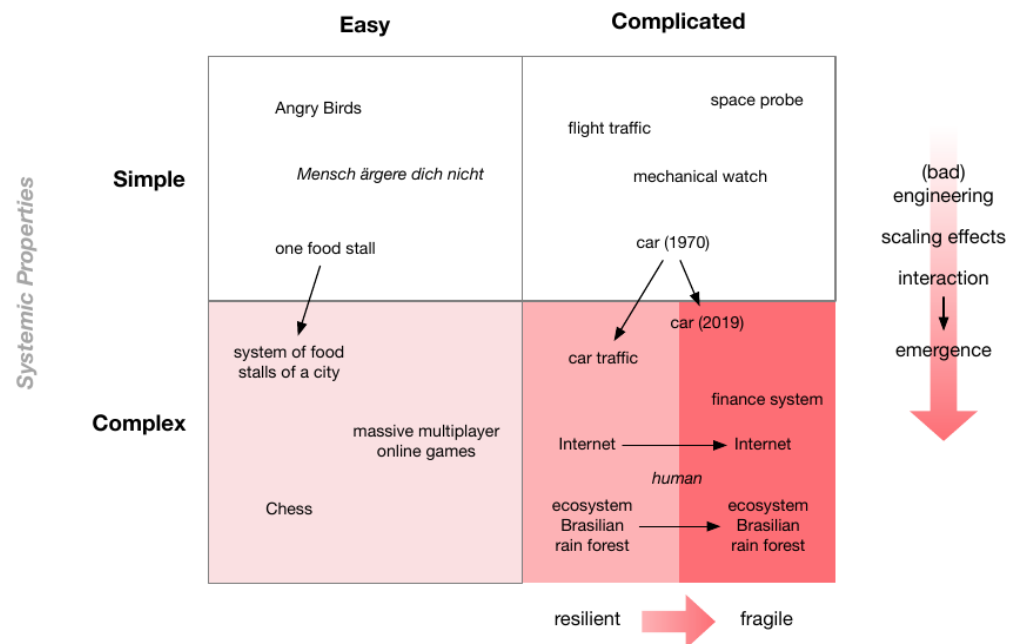 Easy
Complicated
Systemic Properties
Simple
Angry Birds
Mensch ärgere dich nicht
one food stall
space probe
flight traffic
mechanical watch
car (1970)
Complex
system of food
stalls of a city
massive multiplayer
online games
Chess
car (2019)
car traffic
finance system
Internet
Internet
human
ecosystem
Brasilian
rain forest
ecosystem
Brasilian
rain forest
(bad)
engineering
scaling effects
interaction
emergence
resilient
fragile